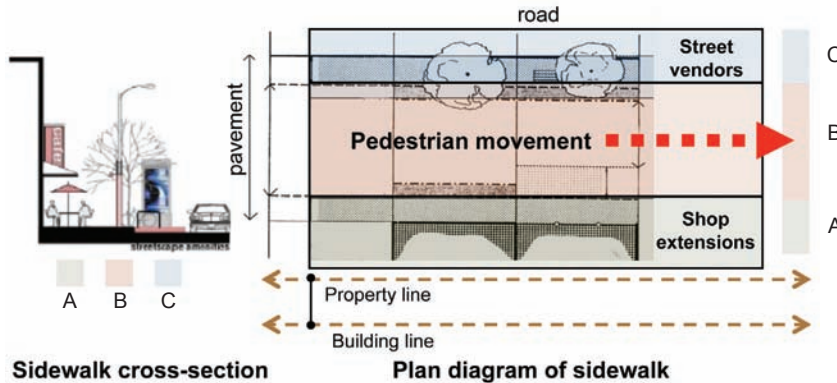 road
Street
vendors
C
pavement
Pedestrian movement
B
Shop
extensions
A
streetscape amenities
A B C
Property line
Building line
Sidewalk cross-section
Plan diagram of sidewalk